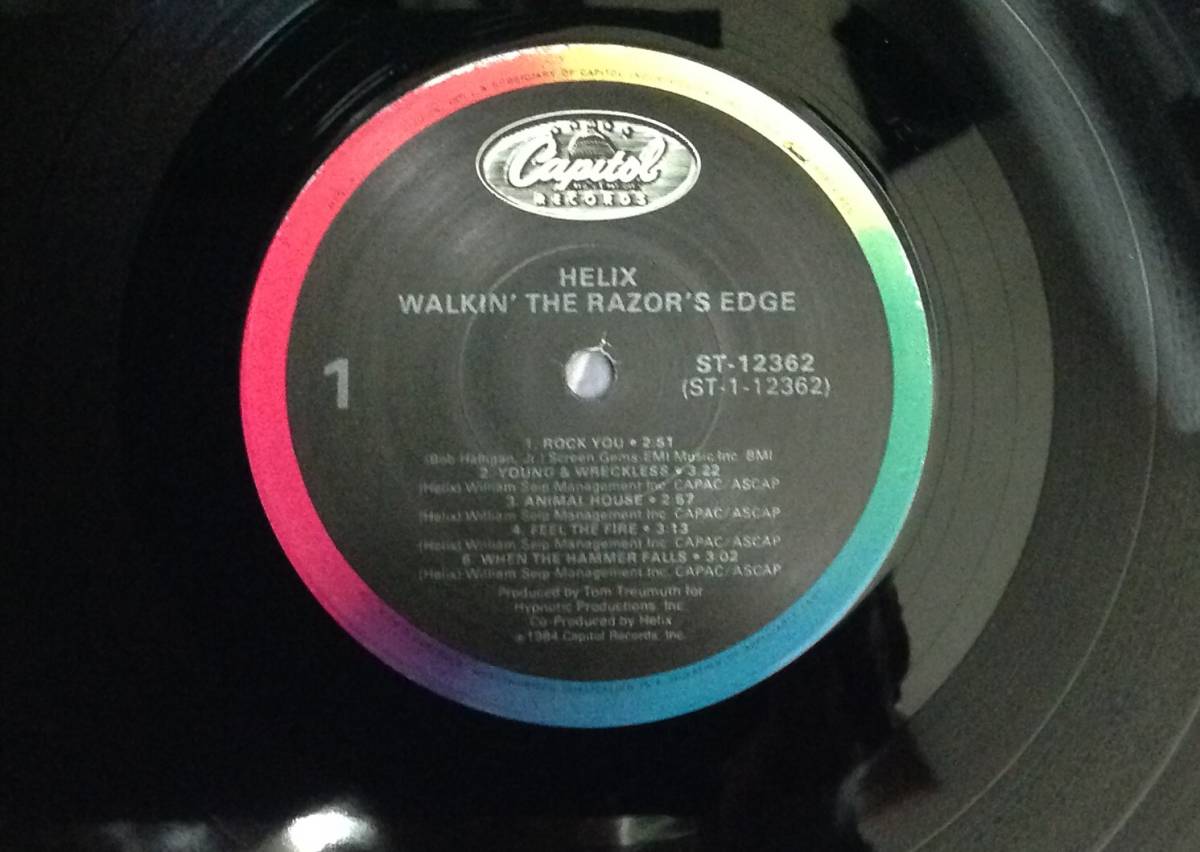 Capitol
RECORDS
HELIX
WALKIN' THE RAZOR'S EDGE
1
ST-12362
(ST-1-12362)
1. ROCK YOU • 2:51
(Bob Halligan, Jr.) Screen Gems-EMI Music Inc. BMI
2. YOUNG & WRECKLESS • 3:22
(Helix) William Seip Management Inc. CAPAC/ASCAP
3. ANIMAL HOUSE • 2:57
(Helix) William Seip Management Inc. CAPAC/ASCAP
4. FEEL THE FIRE • 3:13
(Helix) William Seip Management Inc. CAPAC/ASCAP
5. WHEN THE HAMMER FALLS • 3:02
(Helix) William Seip Management Inc. CAPAC/ASCAP
Produced by Tom Treumuth for
Hypnotic Productions, Inc.
Co-Produced by Helix
℗ 1984 Capitol Records, Inc.
SUBSIDIARY OF CAPITOL